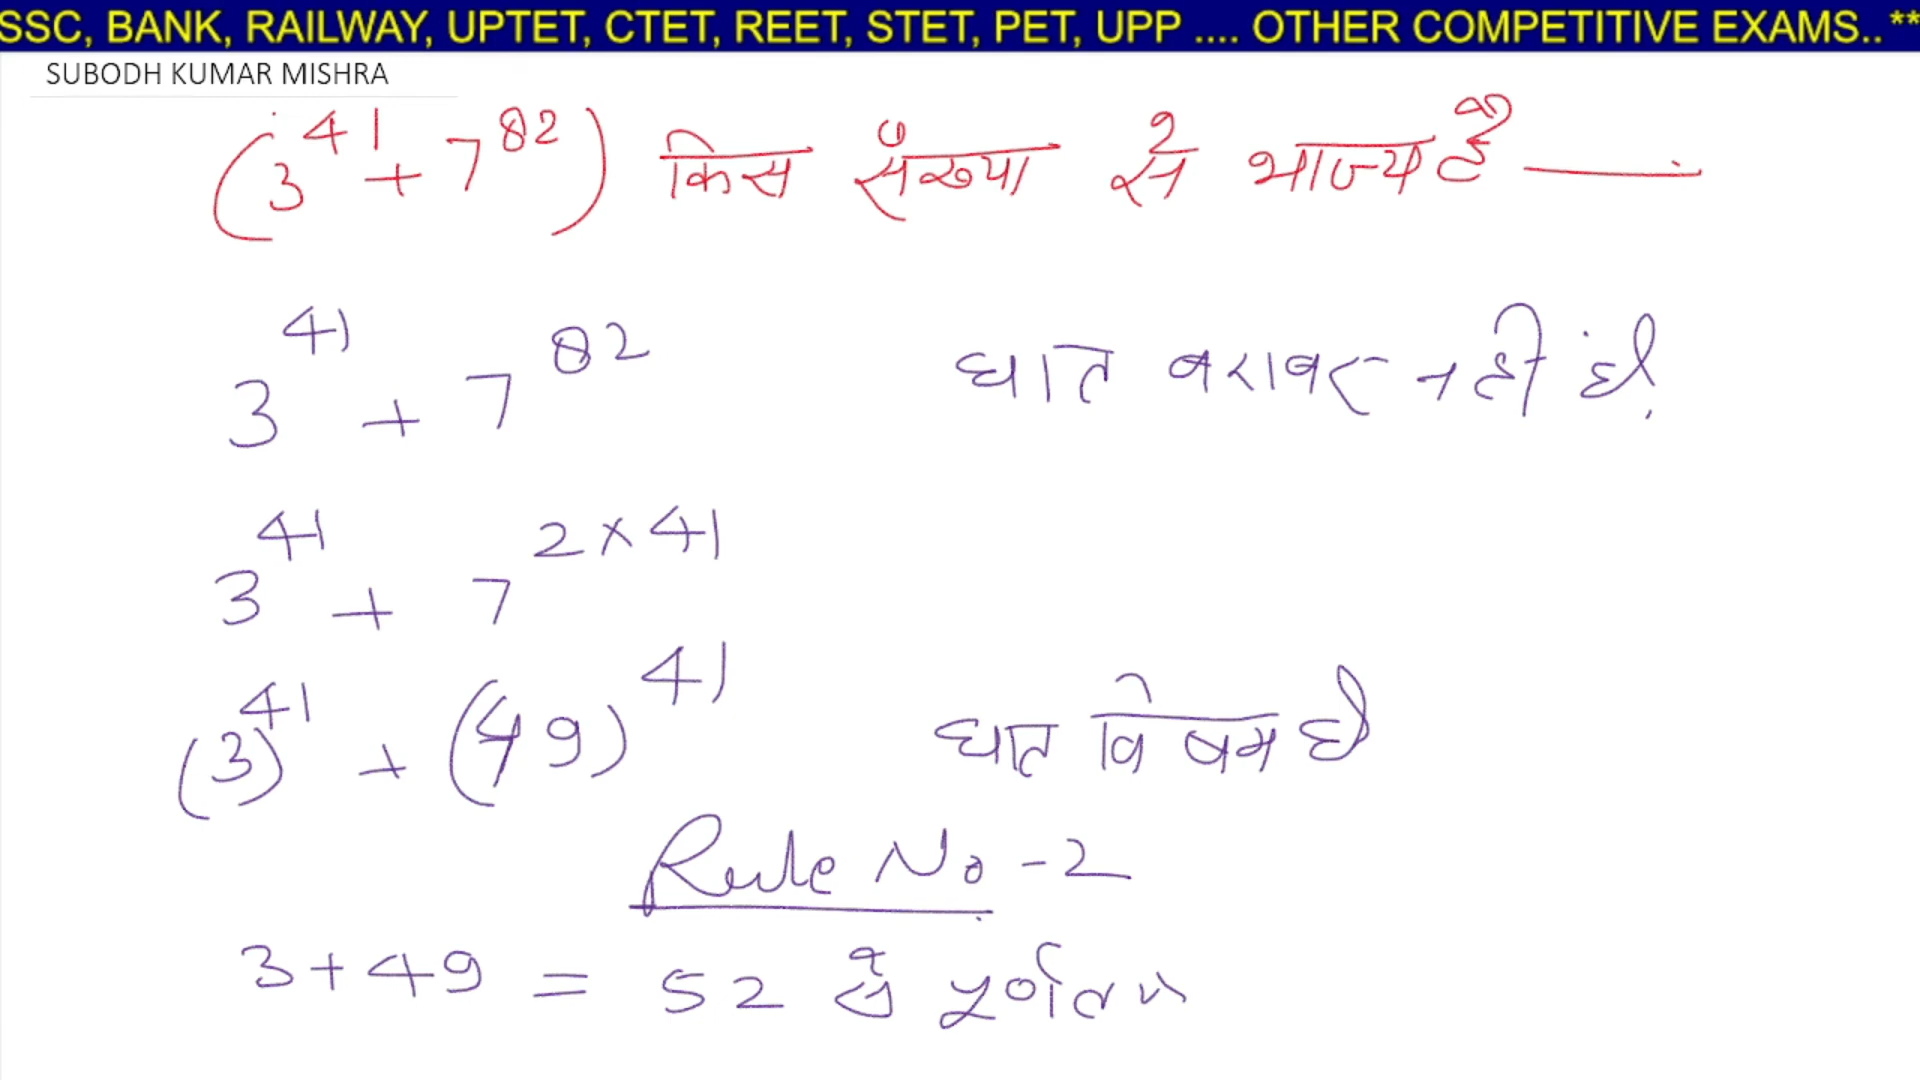 SSC, BANK, RAILWAY, UPTET, CTET, REET, STET, PET, UPP .... OTHER COMPETITIVE EXAMS..**
SUBODH KUMAR MISHRA
(3^41 + 7^82) किस संख्या से भाज्य है ——
3^41 + 7^82 घात बराबर नही है.
3^41 + 7^2×41
(3)^41 + (49)^41 घात विषम है
Rule No -2
3+49 = 52 से पूर्णतः